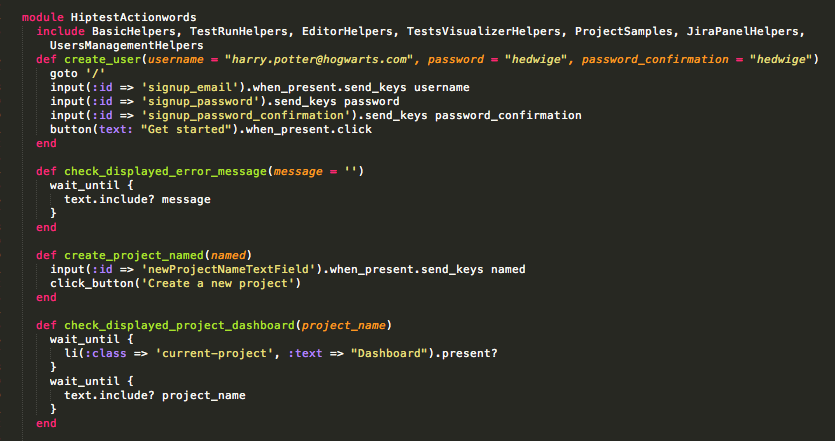 module HiptestActionwords
  include BasicHelpers, TestRunHelpers, EditorHelpers, TestsVisualizerHelpers, ProjectSamples, JiraPanelHelpers,
    UsersManagementHelpers
  def create_user(username = "harry.potter@hogwarts.com", password = "hedwige", password_confirmation = "hedwige")
    goto '/'
    input(:id => 'signup_email').when_present.send_keys username
    input(:id => 'signup_password').send_keys password
    input(:id => 'signup_password_confirmation').send_keys password_confirmation
    button(text: "Get started").when_present.click
  end

  def check_displayed_error_message(message = '')
    wait_until {
      text.include? message
    }
  end

  def create_project_named(named)
    input(:id => 'newProjectNameTextField').when_present.send_keys named
    click_button('Create a new project')
  end

  def check_displayed_project_dashboard(project_name)
    wait_until {
      li(:class => 'current-project', :text => "Dashboard").present?
    }
    wait_until {
      text.include? project_name
    }
  end